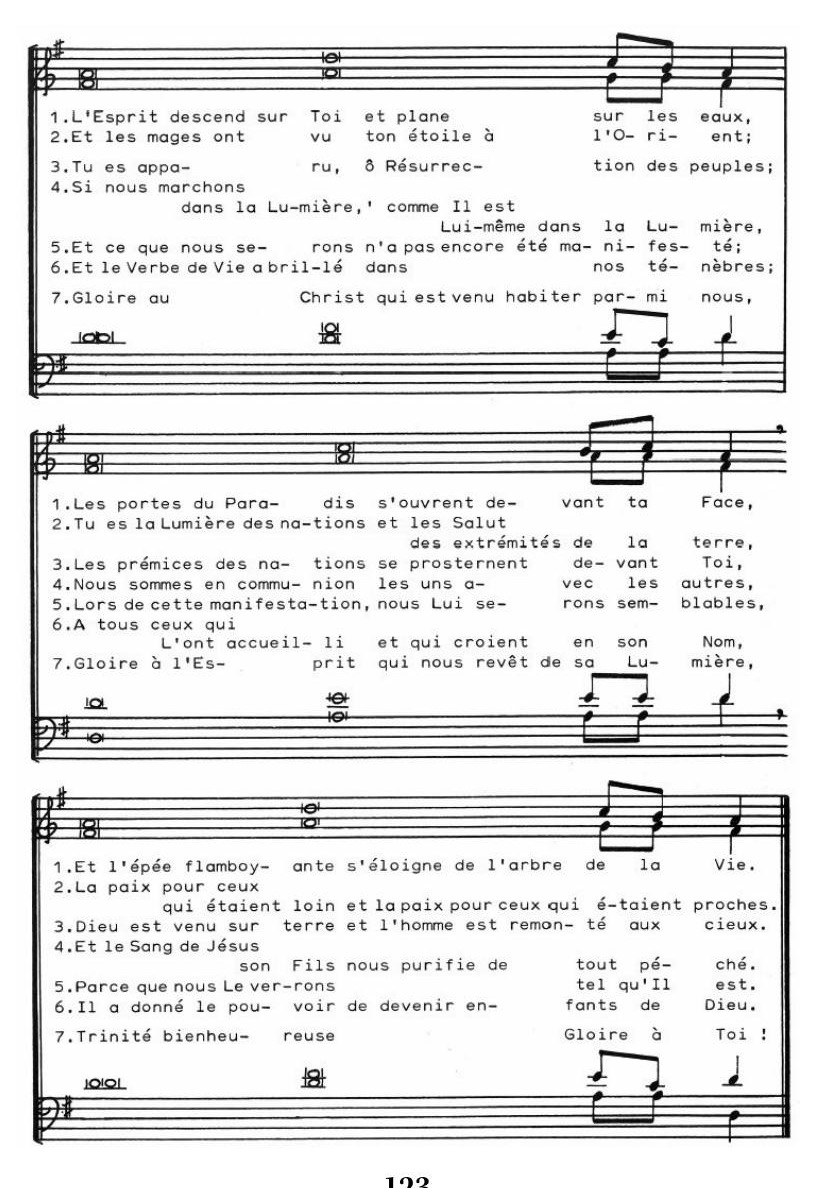 1.L'Esprit descend sur Toi et plane sur les eaux,
2.Et les mages ont vu ton étoile à l'O- ri- ent;
3.Tu es appa- ru, ô Résurrec- tion des peuples;
4.Si nous marchons
dans la Lu-mière,' comme Il est
Lui-même dans la Lu- mière,
5.Et ce que nous se- rons n'a pas encore été ma- ni- fes- té;
6.Et le Verbe de Vie a bril-lé dans nos té- nèbres;
7.Gloire au Christ qui est venu habiter par- mi nous,
1.Les portes du Para- dis s'ouvrent de- vant ta Face,
2.Tu es la Lumière des na-tions et les Salut
des extrémités de la terre,
3.Les prémices des na- tions se prosternent de- vant Toi,
4.Nous sommes en commu- nion les uns a- vec les autres,
5.Lors de cette manifesta-tion, nous Lui se- rons sem- blables,
6.A tous ceux qui
L'ont accueil- li et qui croient en son Nom,
7.Gloire à l'Es- prit qui nous revêt de sa Lu- mière,
1.Et l'épée flamboy- ante s'éloigne de l'arbre de la Vie.
2.La paix pour ceux
qui étaient loin et la paix pour ceux qui é-taient proches.
3.Dieu est venu sur terre et l'homme est remon- té aux cieux.
4.Et le Sang de Jésus
son Fils nous purifie de tout pé- ché.
5.Parce que nous Le ver-rons tel qu'Il est.
6.Il a donné le pou- voir de devenir en- fants de Dieu.
7.Trinité bienheu- reuse Gloire à Toi !
123